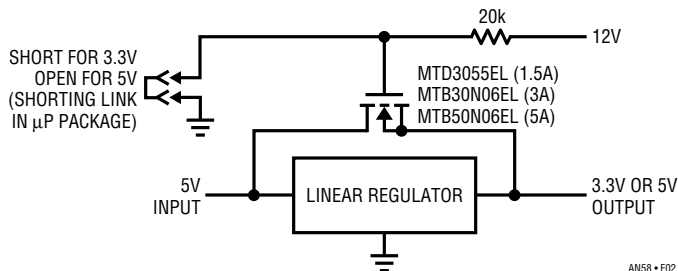 20k
12V
SHORT FOR 3.3V
OPEN FOR 5V
(SHORTING LINK
IN µP PACKAGE)
MTD3055EL (1.5A)
MTB30N06EL (3A)
MTB50N06EL (5A)
5V
INPUT
LINEAR REGULATOR
3.3V OR 5V
OUTPUT
AN58 • F02